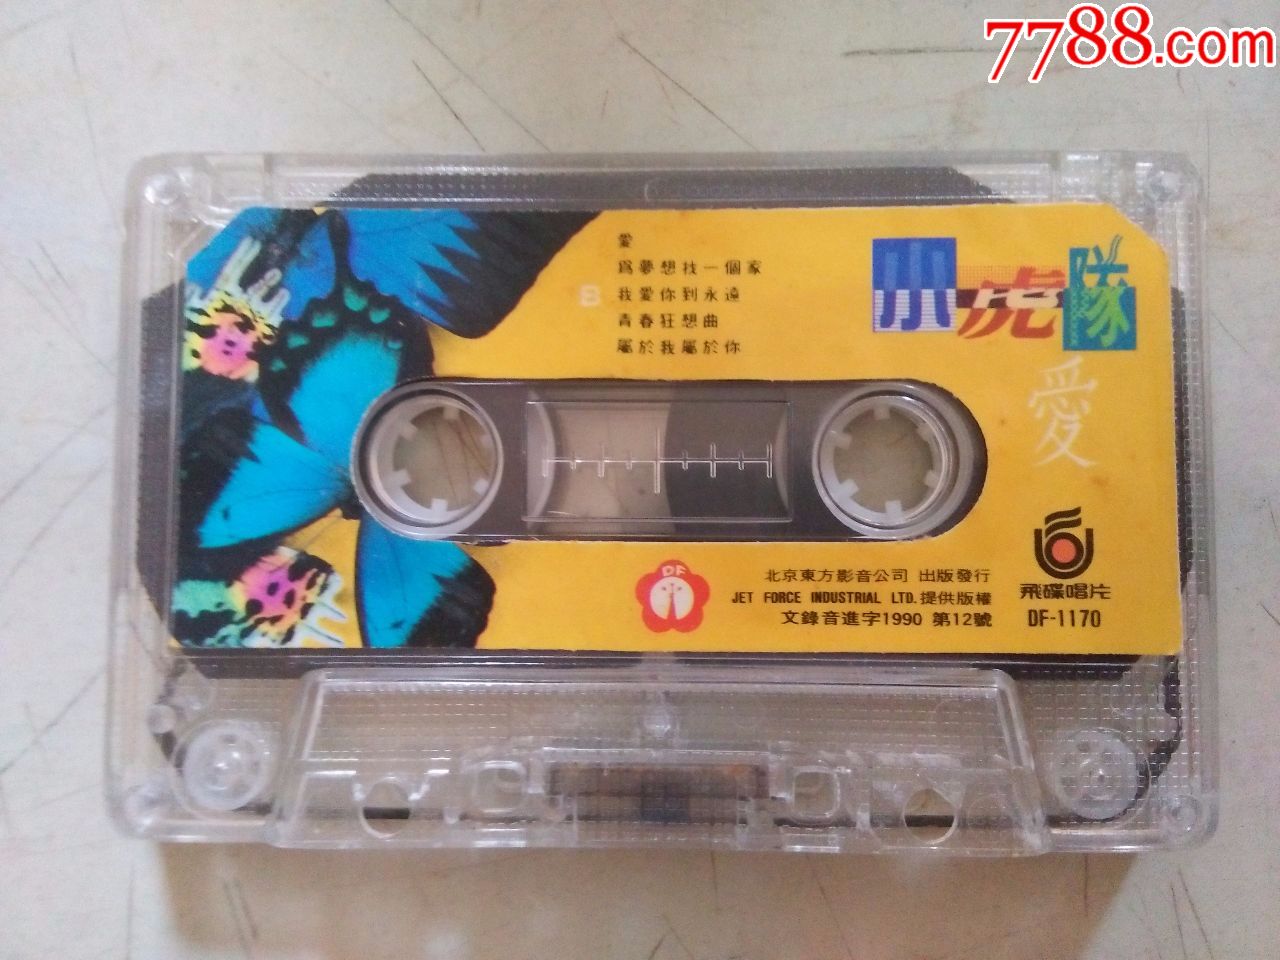 7788.com
愛
爲夢想找一個家
B 我愛你到永遠
青春狂想曲
屬於我屬於你
小虎隊
愛
DF
北京東方影音公司 出版發行
JET FORCE INDUSTRIAL LTD.提供版權
文錄音進字1990 第12號
飛碟唱片
DF-1170